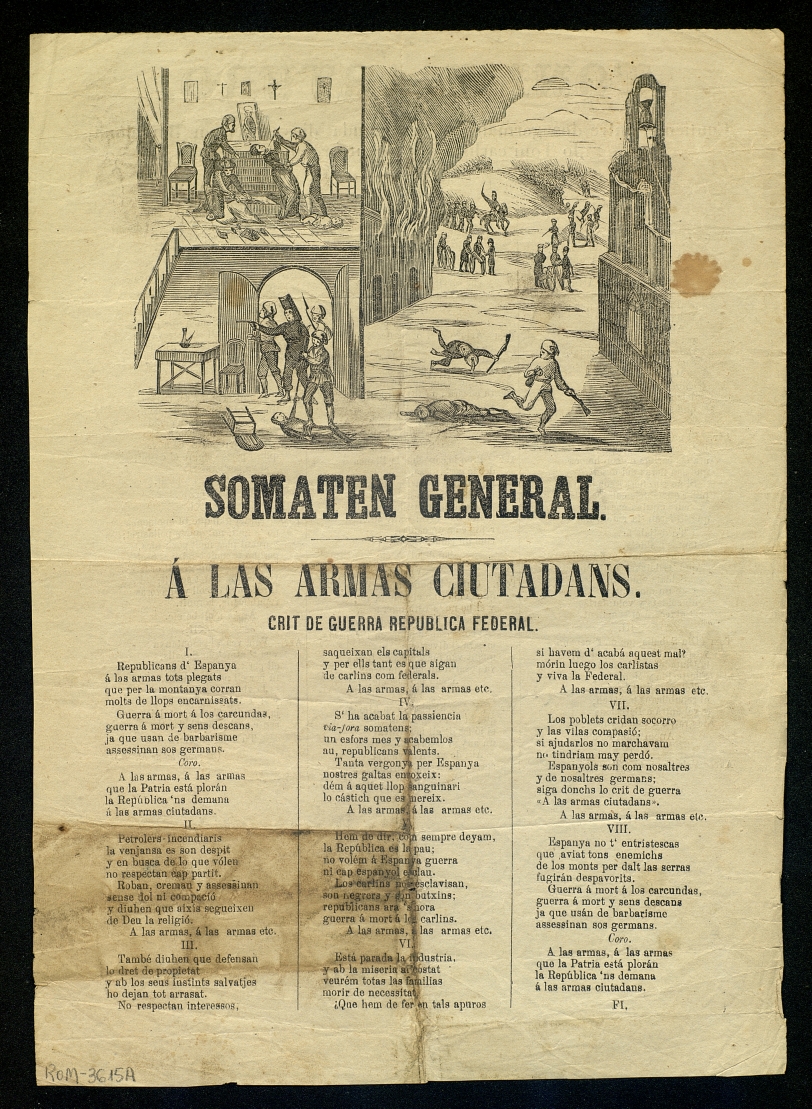 SOMATEN GENERAL.
Á LAS ARMAS CIUTADANS.
CRIT DE GUERRA REPUBLICA FEDERAL.
I.
Republicans d' Espanya
á las armas tots plegats
que per la montanya corran
molts de llops encarnissats.
Guerra á mort á los carcundas,
guerra á mort y sens descans,
ja que usan de barbarisme
assessinan sos germans.
Coro.
A las armas, á las armas
que la Patria está plorán
la República 'ns demana
á las armas ciutadans.
II.
Petrolers-incendiaris
la venjansa es son despit
y en busca de lo que vólen
no respectan cap partit.
Roban, creman y assessinan
sense dol ni compació
y diuhen que aixis segueixen
de Deu la religió.
A las armas, á las armas etc.
III.
També diuhen que defensan
lo dret de propietat
y ab los seus instints salvatjes
ho dejan tot arrasat.
No respectan interessos,
saqueixan els capitals
y per ells tant es que sigan
de carlins com federals.
A las armas, á las armas etc.
IV.
S' ha acabat la passiencia
via-fora somatens;
un esfors mes y acabemlos
au, republicans valents.
Tanta vergonya per Espanya
nostres galtas enroxeix:
dém á aquet llop sanguinari
lo cástich que es mereix.
A las armas, á las armas etc.
V.
Hem de dir, com sempre deyam,
la República es la pau;
no volém á Espanya guerra
ni cap espanyol esclau.
Los carlins nos esclavisan,
son negrers y son butxins;
republicans ara 's hora
guerra á mort á los carlins.
A las armas, á las armas etc.
VI.
Está parada la industria,
y ab la miseria al costat
veurém totas las familias
morir de necessitat
¿Que hem de fer en tals apuros
si havem d' acabá aquest mal?
mórin luego los carlistas
y viva la Federal.
A las armas, á las armas etc.
VII.
Los poblets cridan socorro
y las vilas compasió;
si ajudarlos no marchavam
no tindriam may perdó.
Espanyols són com nosaltres
y de nosaltres germans;
siga donchs lo crit de guerra
«A las armas ciutadans».
A las armas, á las armas etc.
VIII.
Espanya no t' entristescas
que aviat tons enemichs
de los monts per dalt las serras
fugirán despavorits.
Guerra á mort á los carcundas,
guerra á mort y sens descans
ja que usán de barbarisme
assessinan sos germans.
Coro.
A las armas, á las armas
que la Patria está plorán
la República 'ns demana
á las armas ciutadans.
FI.
ROM-3615A